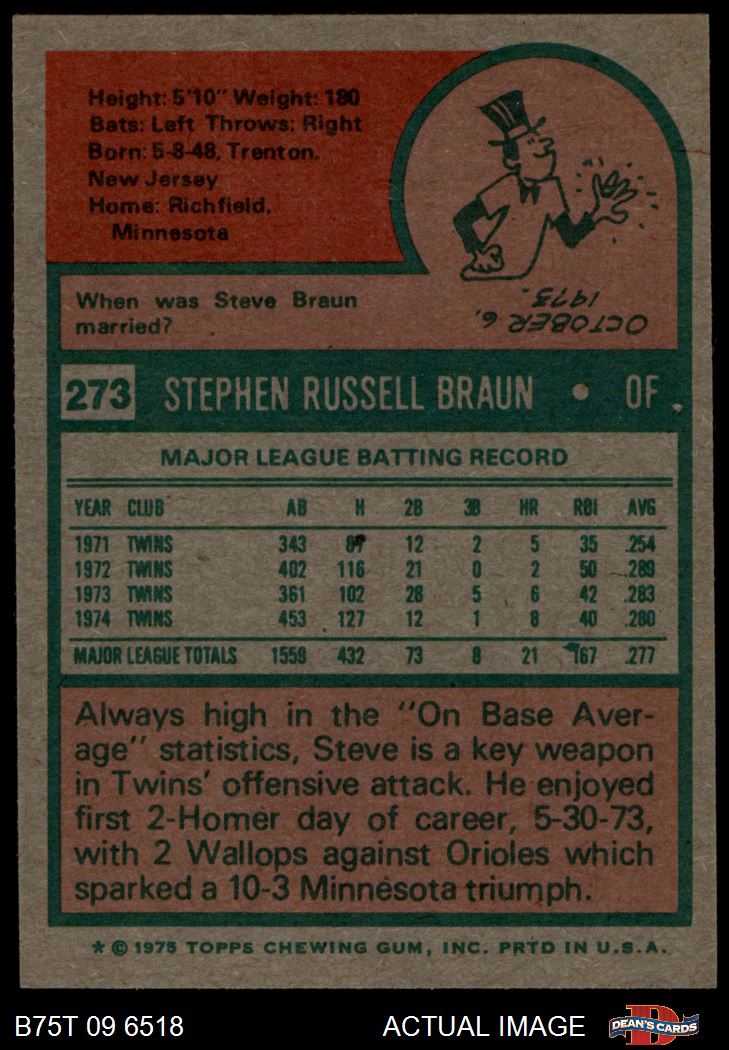 Height: 5'10" Weight: 180
Bats: Left Throws: Right
Born: 5-8-48, Trenton,
New Jersey
Home: Richfield,
Minnesota
When was Steve Braun
married?
OCTOBER 6,
1973.
273 STEPHEN RUSSELL BRAUN • OF
MAJOR LEAGUE BATTING RECORD
YEAR CLUB AB H 2B 3B HR RBI AVG
1971 TWINS 343 87 12 2 5 35 .254
1972 TWINS 402 116 21 0 2 50 .289
1973 TWINS 361 102 28 5 6 42 .283
1974 TWINS 453 127 12 1 8 40 .280
MAJOR LEAGUE TOTALS 1559 432 73 8 21 167 .277
Always high in the "On Base Aver-
age" statistics, Steve is a key weapon
in Twins' offensive attack. He enjoyed
first 2-Homer day of career, 5-30-73,
with 2 Wallops against Orioles which
sparked a 10-3 Minnesota triumph.
* © 1975 TOPPS CHEWING GUM, INC. PRTD IN U.S.A.
B75T 09 6518 ACTUAL IMAGE DEAN'S CARDS